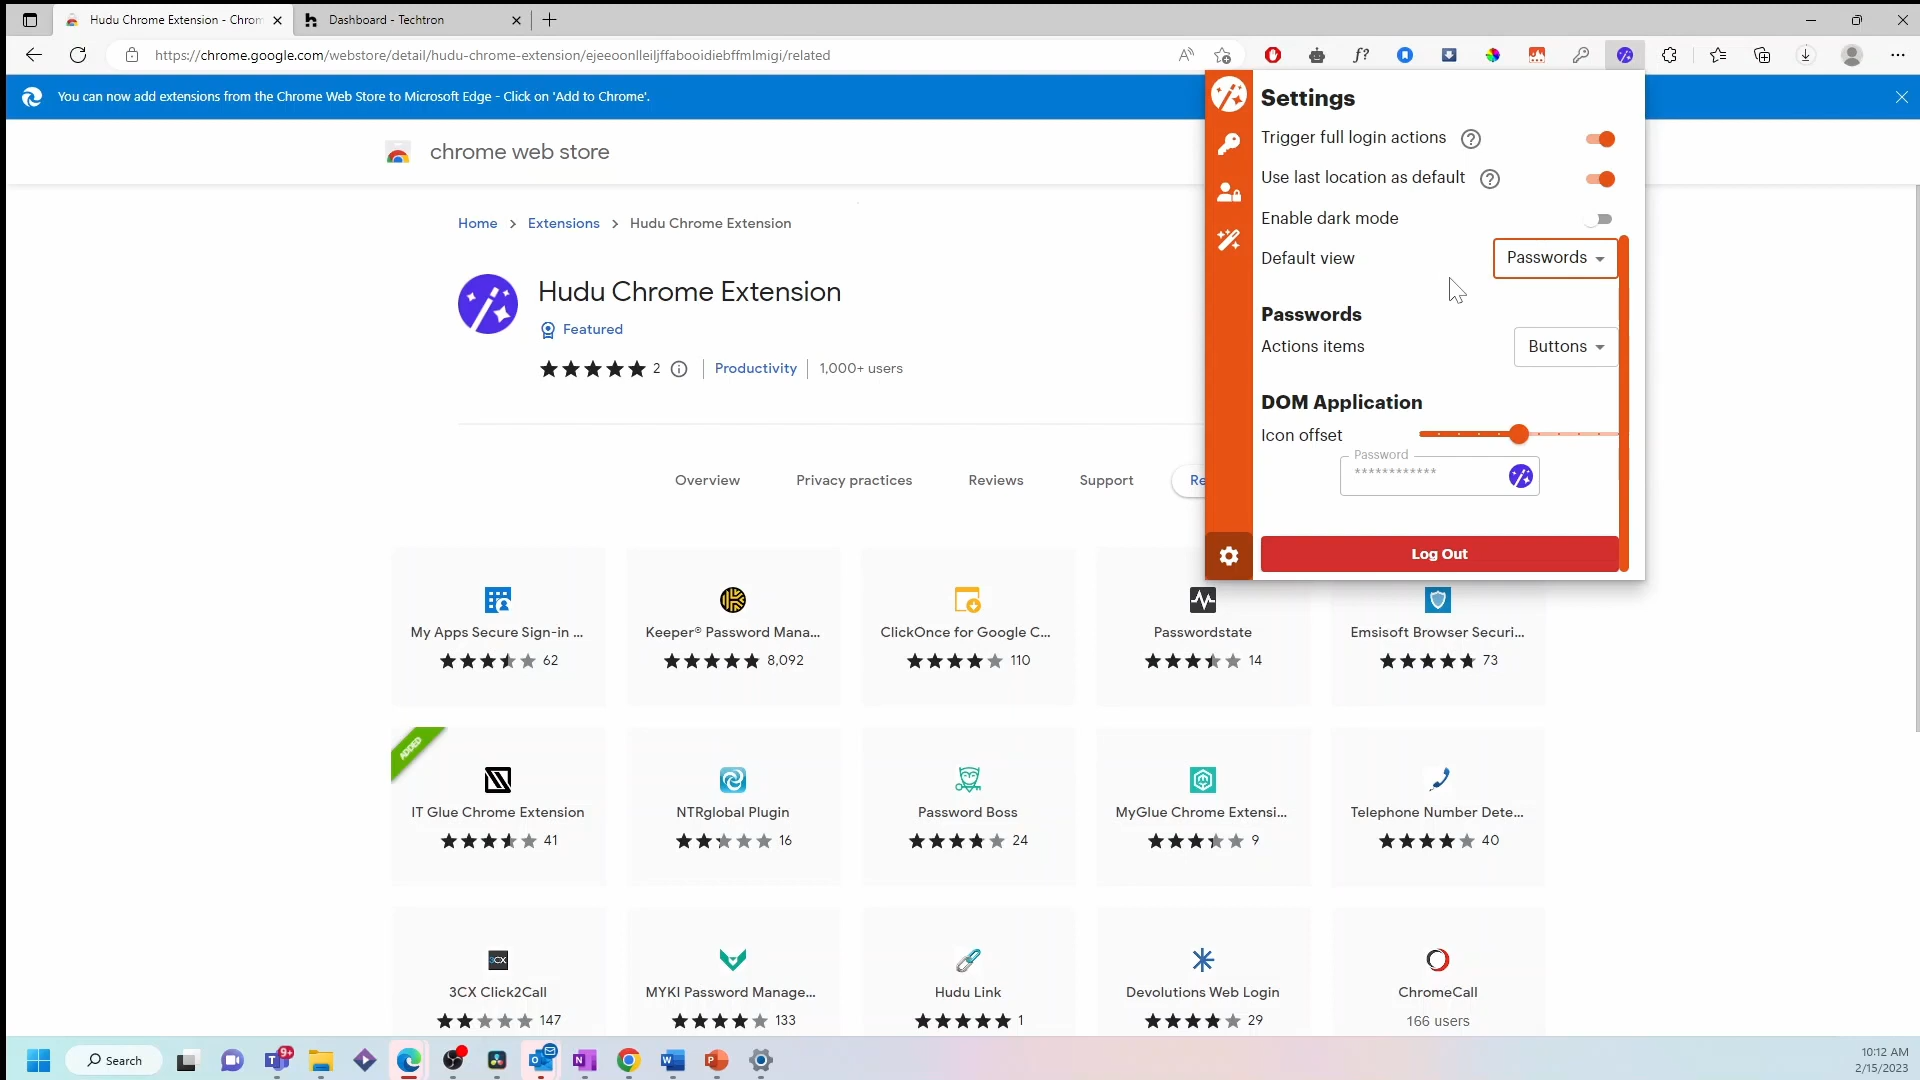 Hudu Chrome Extension - Chrom
Dashboard - Techtron
https://chrome.google.com/webstore/detail/hudu-chrome-extension/ejeeoonlleiljffabooidiebffmlmigi/related
You can now add extensions from the Chrome Web Store to Microsoft Edge - Click on 'Add to Chrome'.
chrome web store
Home > Extensions > Hudu Chrome Extension
Hudu Chrome Extension
Featured
2
Productivity
1,000+ users
Overview
Privacy practices
Reviews
Support
Re
Settings
Trigger full login actions
Use last location as default
Enable dark mode
Default view
Passwords
Passwords
Actions items
Buttons
DOM Application
Icon offset
Password
************
Log Out
My Apps Secure Sign-in ...
62
Keeper® Password Mana...
8,092
ClickOnce for Google C...
110
Passwordstate
14
Emsisoft Browser Securi...
73
ADDED
IT Glue Chrome Extension
41
NTRglobal Plugin
16
Password Boss
24
MyGlue Chrome Extensi...
9
Telephone Number Dete...
40
3CX
3CX Click2Call
147
MYKI Password Manage...
133
Hudu Link
1
Devolutions Web Login
29
ChromeCall
166 users
Search
9+
10:12 AM
2/15/2023